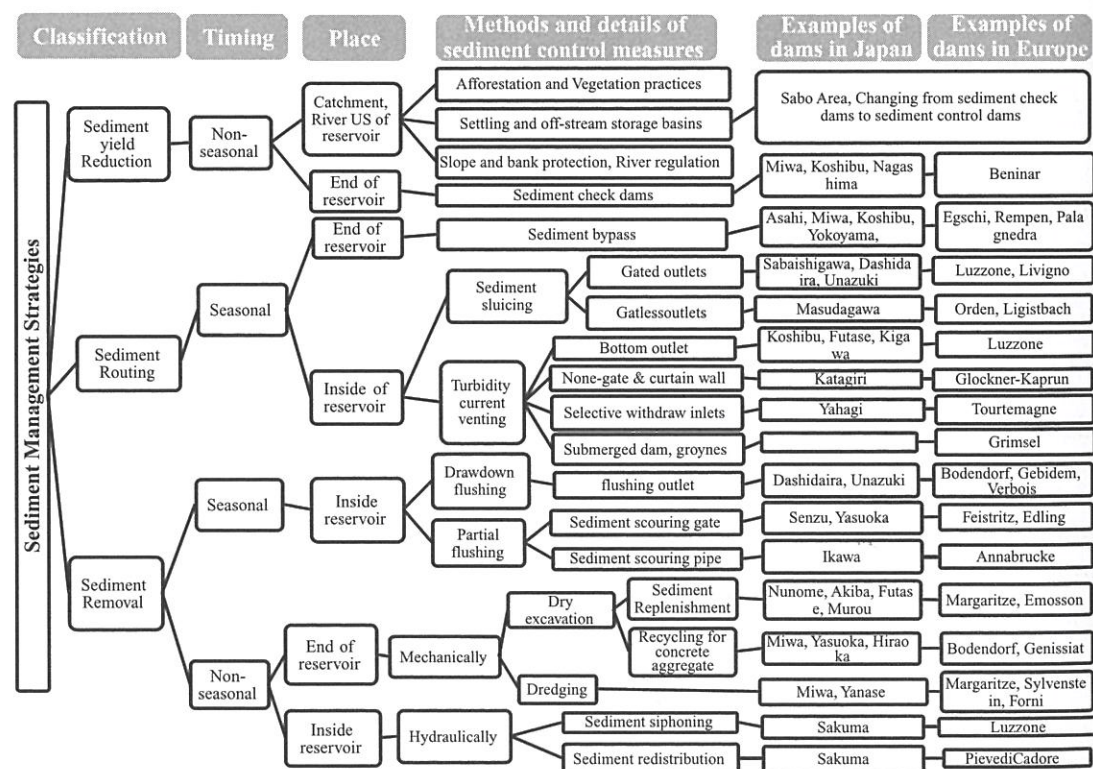 Classification
Timing
Place
Methods and details of
sediment control measures
Examples of
dams in Japan
Examples of
dams in Europe
Sediment Management Strategies
Sediment
yield
Reduction
Non-
seasonal
Catchment,
River US of
reservoir
Afforestation and Vegetation practices
Settling and off-stream storage basins
Slope and bank protection, River regulation
Sabo Area, Changing from sediment check
dams to sediment control dams
End of
reservoir
Sediment check dams
Miwa, Koshibu, Nagas
hima
Beninar
Sediment
Routing
Seasonal
End of
reservoir
Sediment bypass
Asahi, Miwa, Koshibu,
Yokoyama,
Egschi, Rempen, Pala
gnedra
Inside of
reservoir
Sediment
sluicing
Gated outlets
Sabaishigawa, Dashida
ira, Unazuki
Luzzone, Livigno
Gatlessoutlets
Masudagawa
Orden, Ligistbach
Turbidity
current
venting
Bottom outlet
Koshibu, Futase, Kiga
wa
Luzzone
None-gate & curtain wall
Katagiri
Glockner-Kaprun
Selective withdraw inlets
Yahagi
Tourtemagne
Submerged dam, groynes
Grimsel
Sediment
Removal
Seasonal
Inside
reservoir
Drawdown
flushing
flushing outlet
Dashidaira, Unazuki
Bodendorf, Gebidem,
Verbois
Partial
flushing
Sediment scouring gate
Senzu, Yasuoka
Feistritz, Edling
Sediment scouring pipe
Ikawa
Annabrucke
Non-
seasonal
End of
reservoir
Mechanically
Dry
excavation
Sediment
Replenishment
Nunome, Akiba, Futas
e, Murou
Margaritze, Emosson
Recycling for
concrete
aggregate
Miwa, Yasuoka, Hirao
ka
Bodendorf, Genissiat
Dredging
Miwa, Yanase
Margaritze, Sylvenste
in, Forni
Inside
reservoir
Hydraulically
Sediment siphoning
Sakuma
Luzzone
Sediment redistribution
Sakuma
PievediCadore